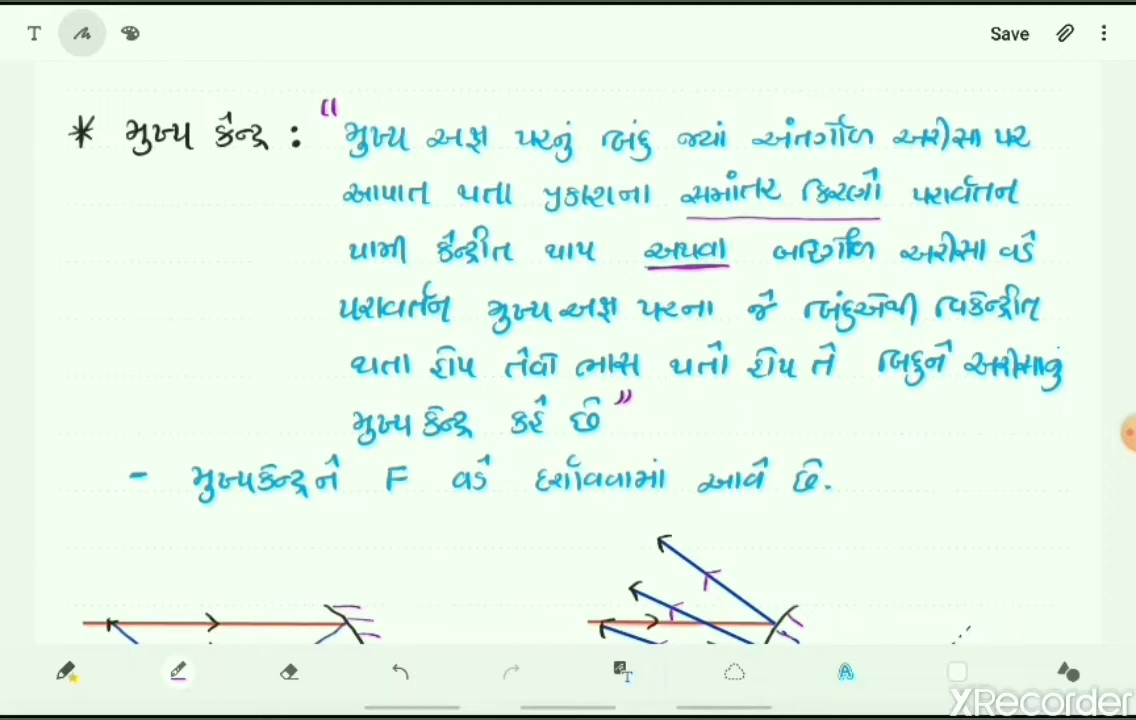 T Save
* મુખ્ય કેન્દ્ર : "મુખ્ય અક્ષ પરનું બિંદુ જ્યાં અંતર્ગોળ અરીસા પર
આપાત થતા પ્રકાશના સમાંતર કિરણો પરાવર્તન
પામી કેન્દ્રીત થાય અથવા બહિર્ગોળ અરીસા વડે
પરાવર્તન મુખ્ય અક્ષ પરના જે બિંદુએથી વિકેન્દ્રીત
થતા હોય તેવો ભાસ થતો હોય તે બિંદુને અરીસાનું
મુખ્ય કેન્દ્ર કહે છે"
- મુખ્યકેન્દ્રને F વડે દર્શાવવામાં આવે છે.
XRecorder